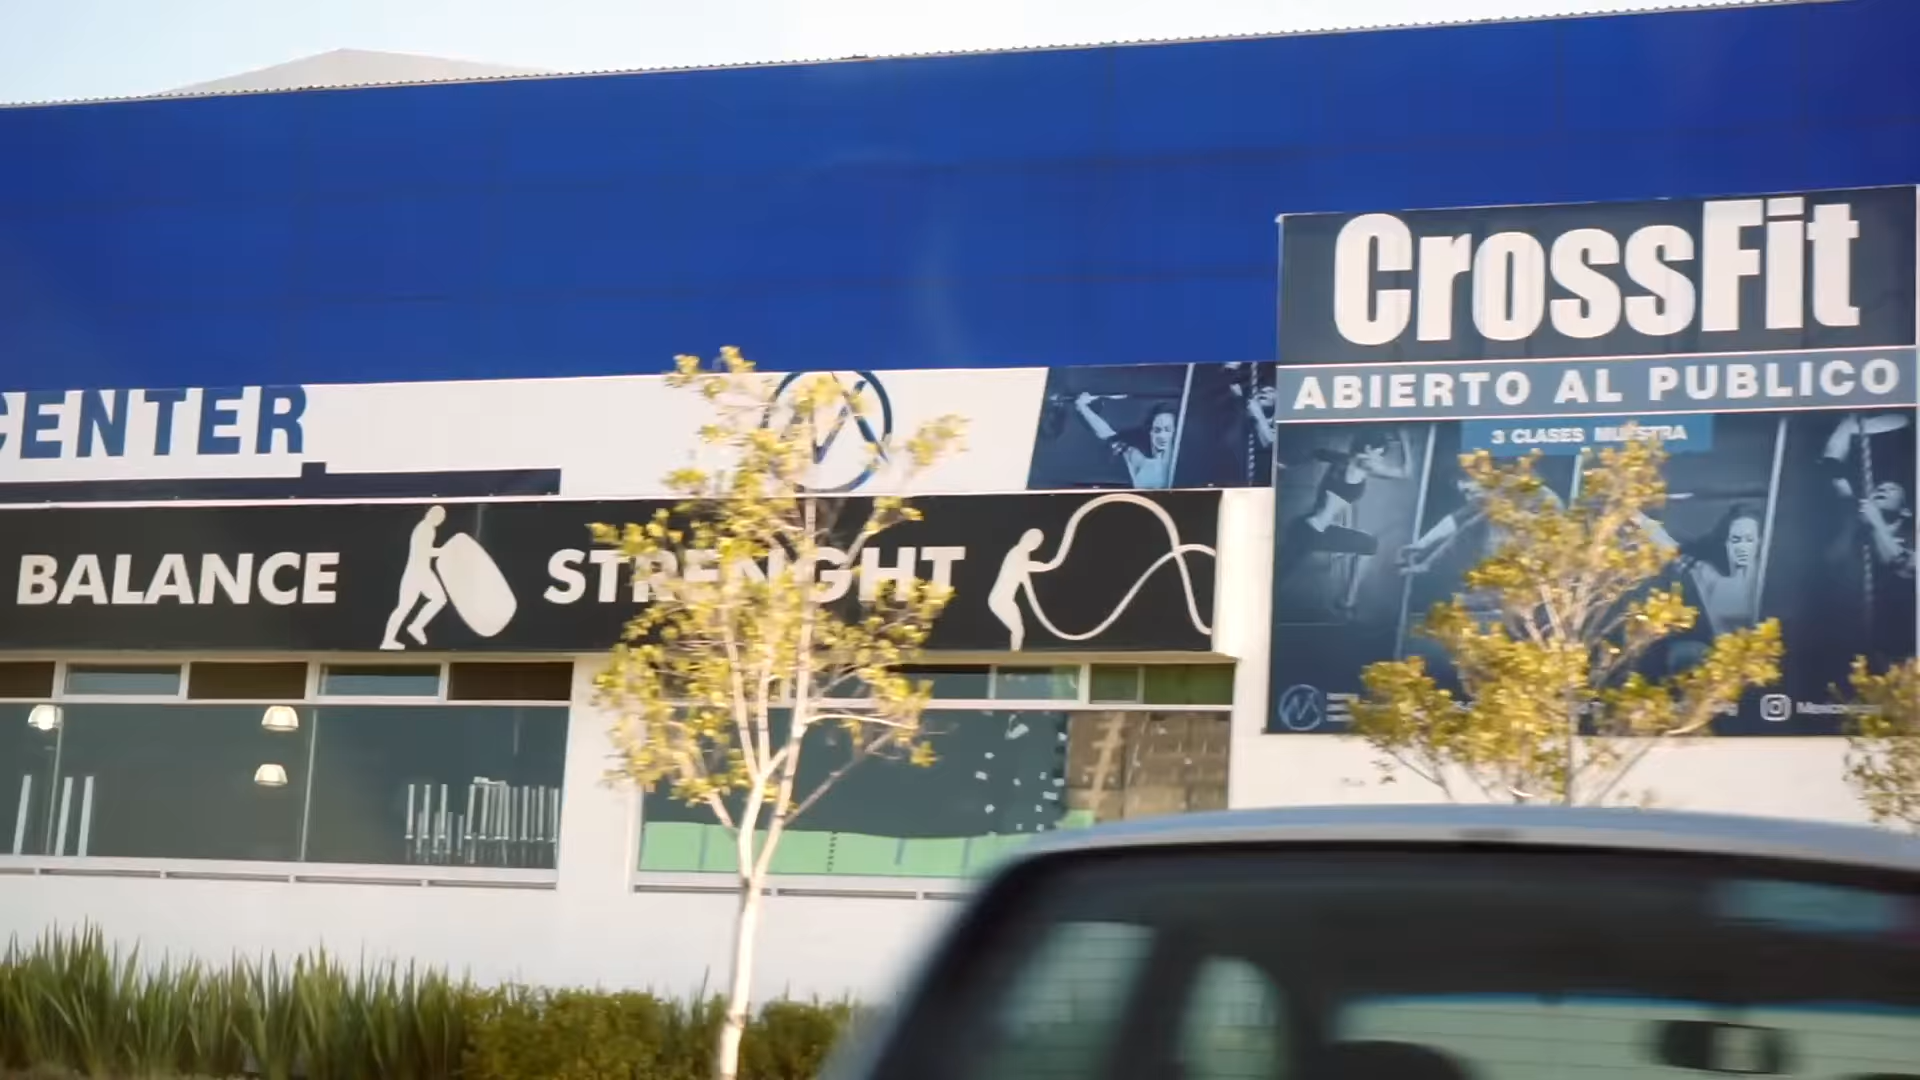 CENTER
BALANCE STRENGHT
CrossFit
ABIERTO AL PUBLICO
3 CLASES MUESTRA